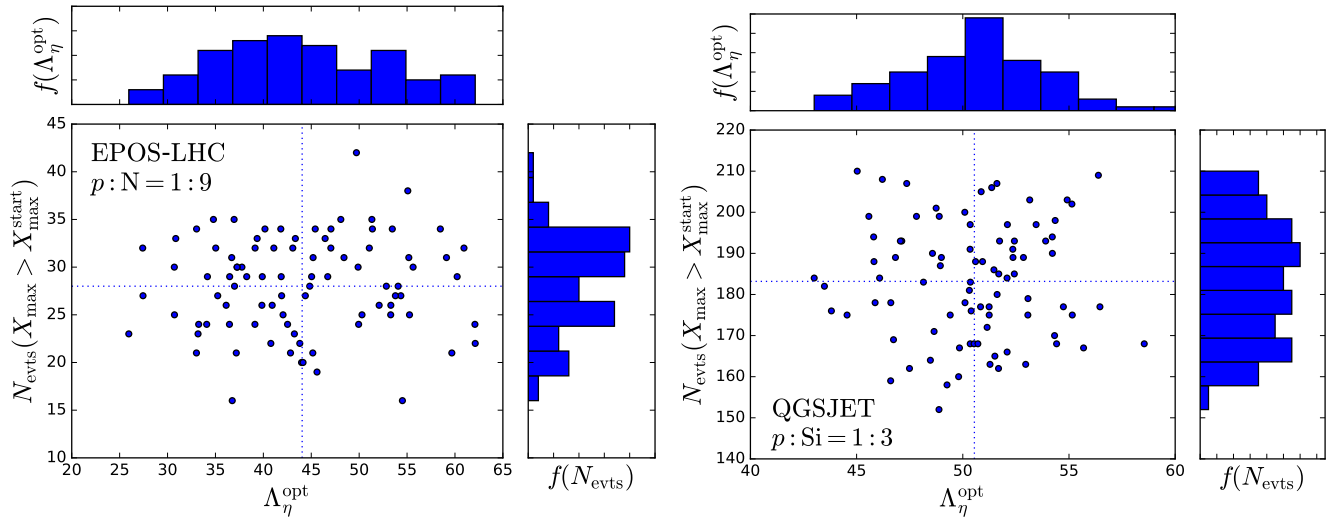 f(Λ_η^opt)
45
40
35
30
25
20
15
10
N_evts(X_max > X_max^start)
EPOS-LHC
p : N = 1 : 9
20 25 30 35 40 45 50 55 60 65
Λ_η^opt
f(N_evts)
f(Λ_η^opt)
220
210
200
190
180
170
160
150
140
N_evts(X_max > X_max^start)
QGSJET
p : Si = 1 : 3
40 45 50 55 60
Λ_η^opt
f(N_evts)